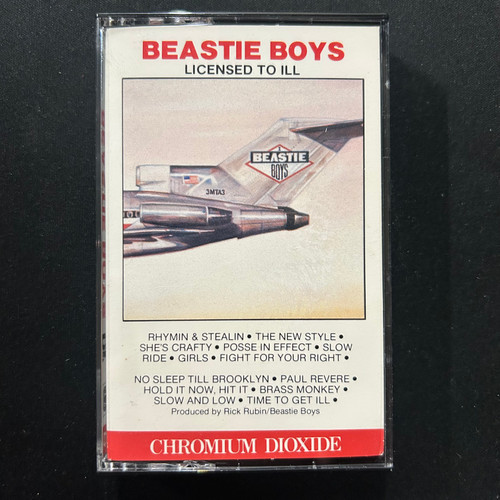 BEASTIE BOYS
LICENSED TO ILL
BEASTIE
BOYS
3MTA3
RHYMIN & STEALIN • THE NEW STYLE •
SHE'S CRAFTY • POSSE IN EFFECT • SLOW
RIDE • GIRLS • FIGHT FOR YOUR RIGHT •
NO SLEEP TILL BROOKLYN • PAUL REVERE •
HOLD IT NOW, HIT IT • BRASS MONKEY •
SLOW AND LOW • TIME TO GET ILL •
Produced by Rick Rubin/Beastie Boys
CHROMIUM DIOXIDE